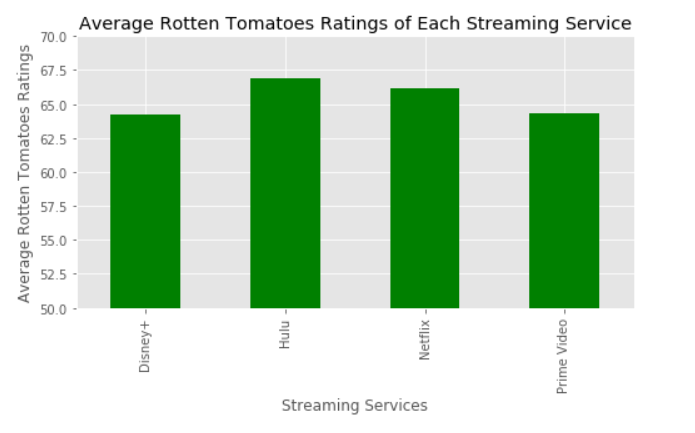 Average Rotten Tomatoes Ratings of Each Streaming Service
Average Rotten Tomatoes Ratings
70.0
67.5
65.0
62.5
60.0
57.5
55.0
52.5
50.0
Disney+
Hulu
Netflix
Prime Video
Streaming Services